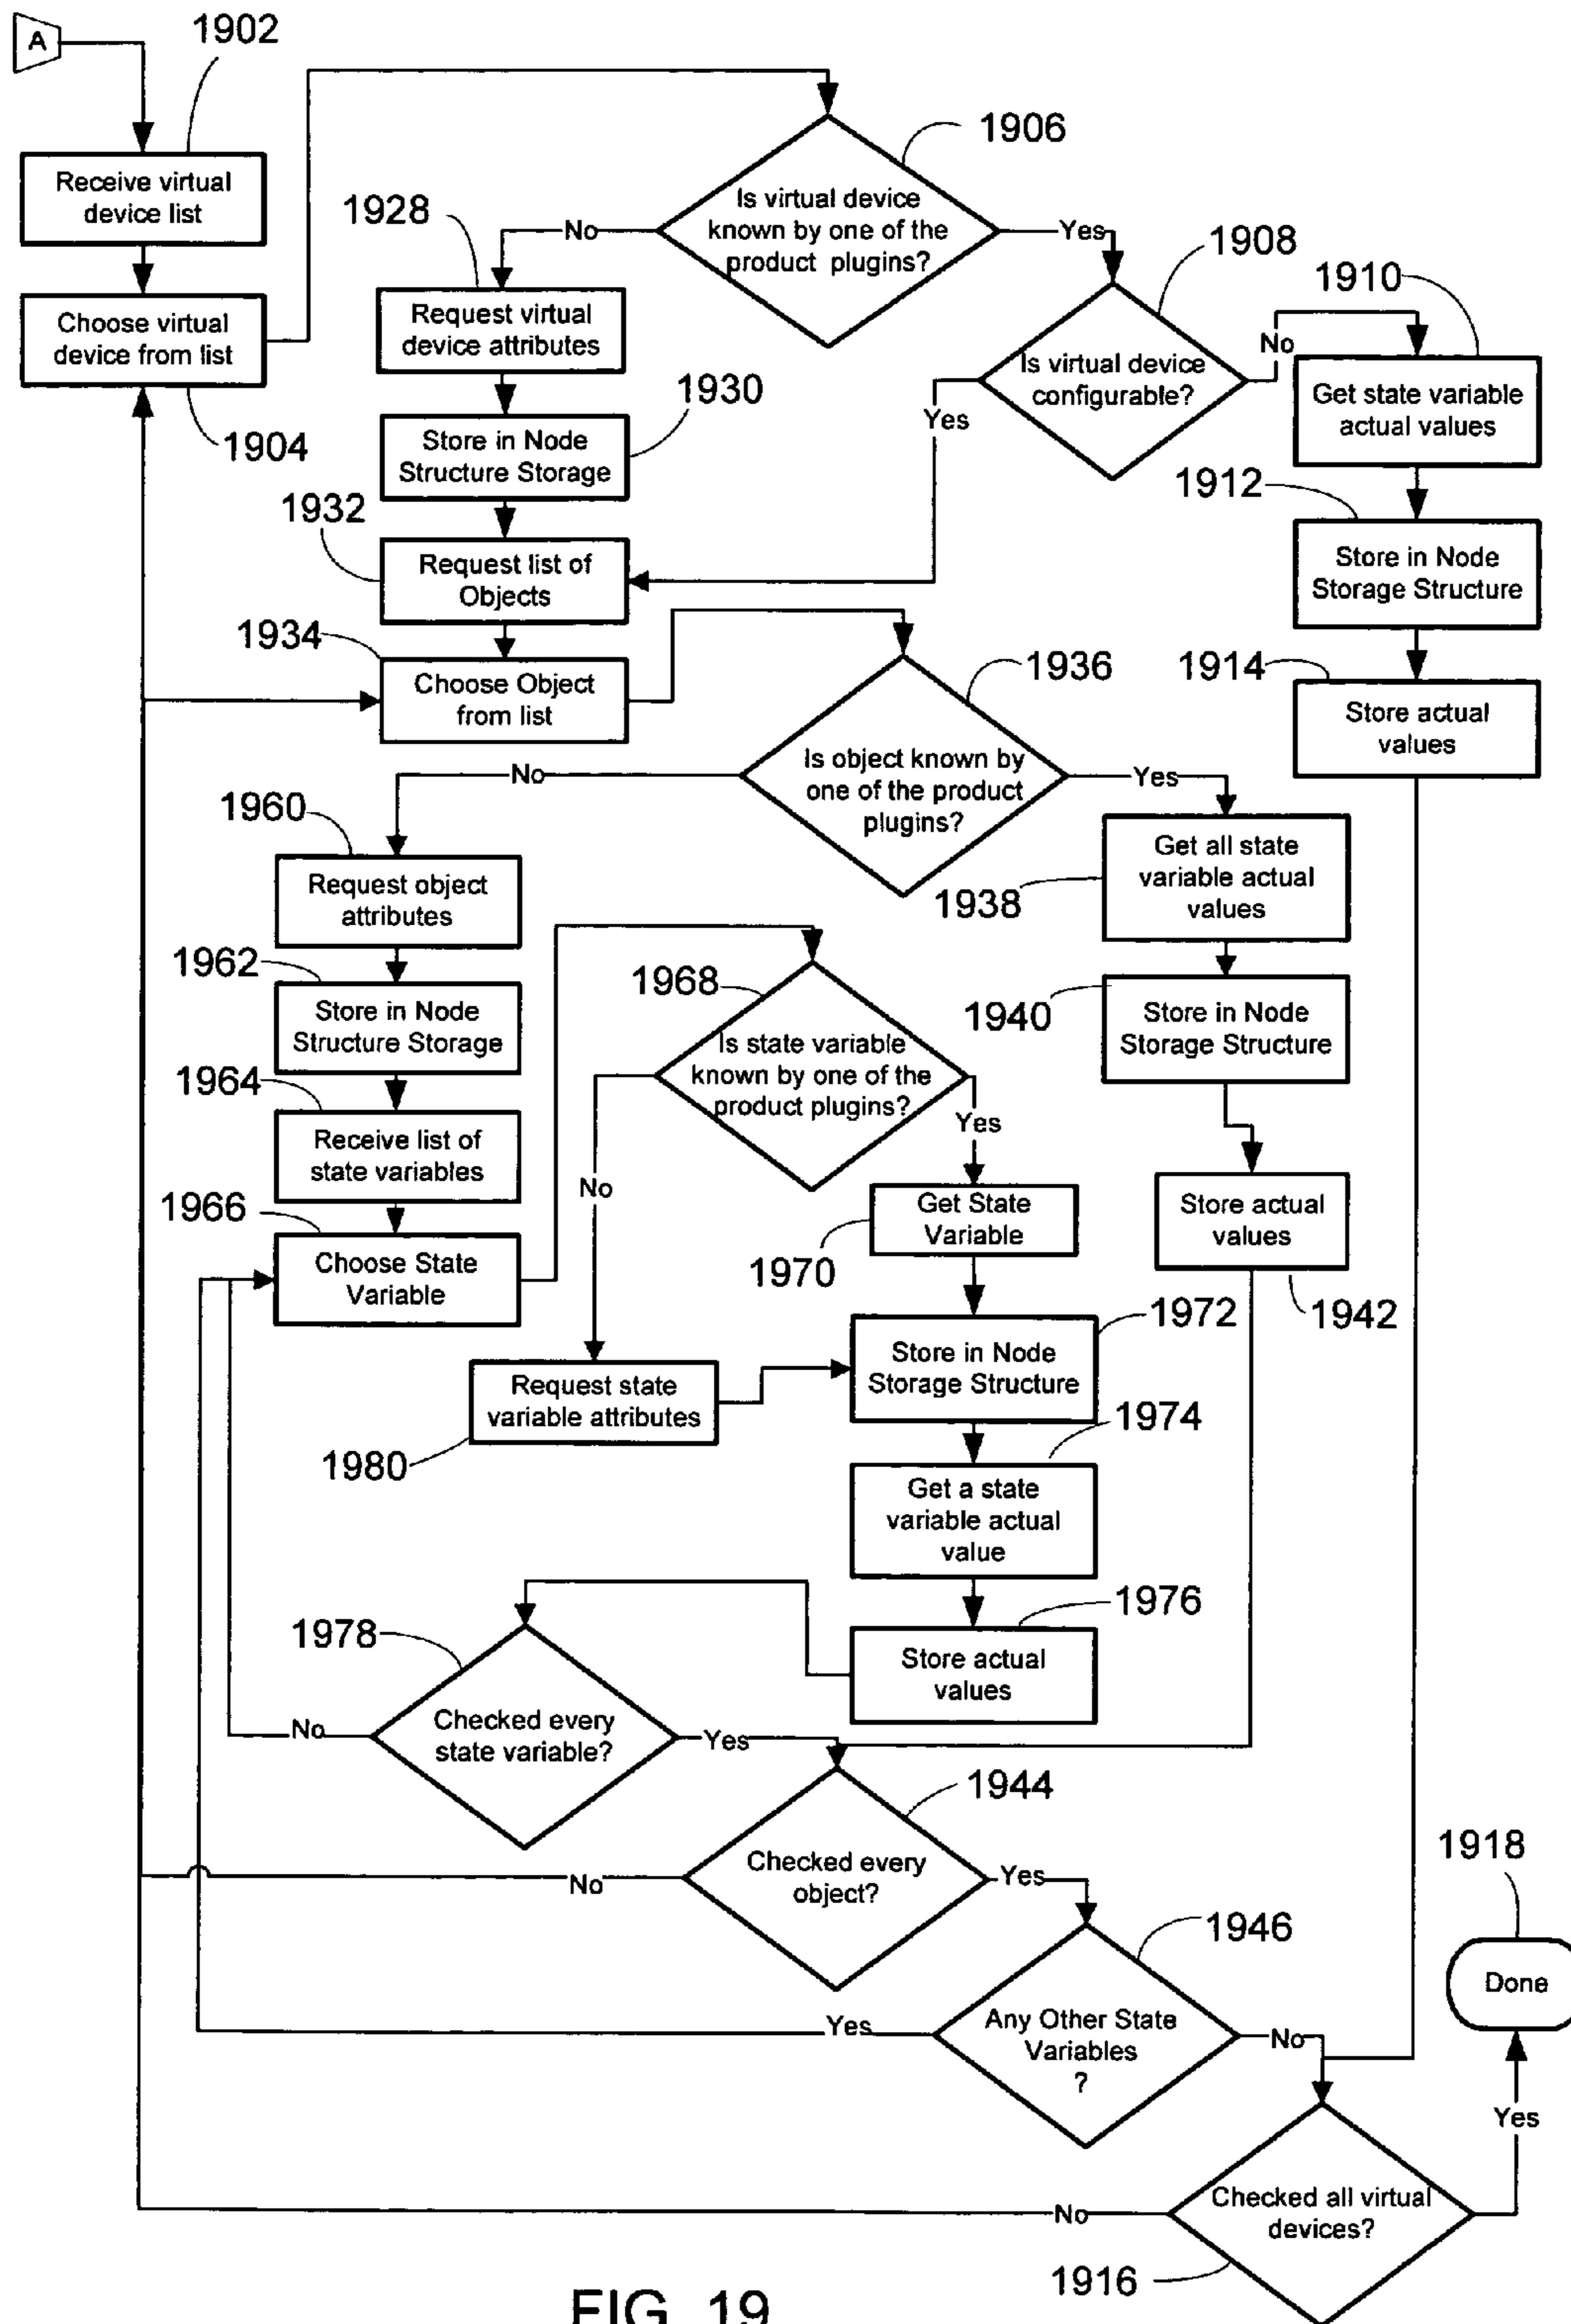 A
1902
Receive virtual
device list
Choose virtual
device from list
1904
1906
Is virtual device
known by one of the
product plugins?
No
Yes
1928
Request virtual
device attributes
1930
Store in Node
Structure Storage
1932
Request list of
Objects
1934
Choose Object
from list
1908
Is virtual device
configurable?
No
Yes
1910
Get state variable
actual values
1912
Store in Node
Storage Structure
1914
Store actual
values
1936
Is object known by
one of the product
plugins?
No
Yes
1938
Get all state
variable actual
values
1940
Store in Node
Storage Structure
Store actual
values
1942
1960
Request object
attributes
1962
Store in Node
Structure Storage
1964
Receive list of
state variables
1966
Choose State
Variable
1968
Is state variable
known by one of the
product plugins?
No
Yes
Get State
Variable
1970
1972
Store in Node
Storage Structure
Request state
variable attributes
1980
1974
Get a state
variable actual
value
1976
Store actual
values
1978
Checked every
state variable?
No
Yes
1944
Checked every
object?
No
Yes
1946
Any Other State
Variables
?
Yes
No
1918
Done
Yes
Checked all virtual
devices?
No
1916
FIG. 19